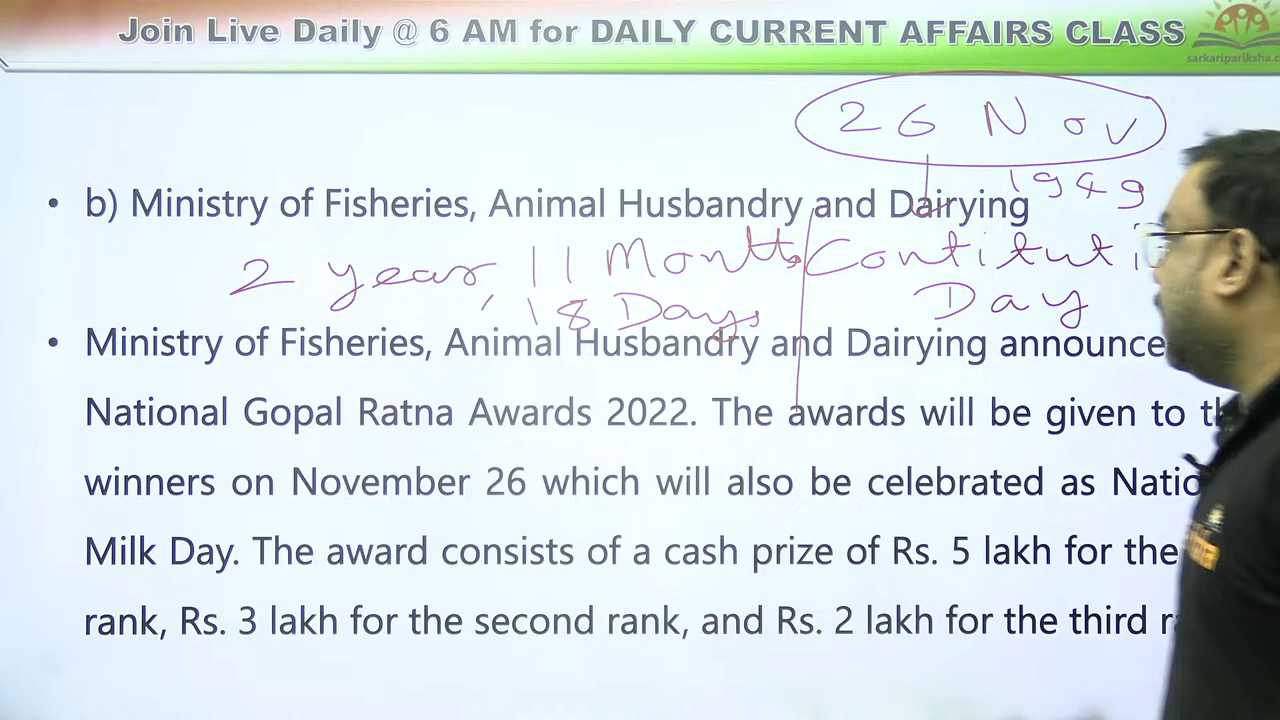 Join Live Daily @ 6 AM for DAILY CURRENT AFFAIRS CLASS
26 Nov
1949
• b) Ministry of Fisheries, Animal Husbandry and Dairying
2 year, 11 Months
18 Days
Day
• Ministry of Fisheries, Animal Husbandry and Dairying
National Gopal Ratna Awards 2022. The awards will be given to
winners on November 26 which will also be celebrated as
Milk Day. The award consists of a cash prize of Rs. 5 lakh for the
rank, Rs. 3 lakh for the second rank, and Rs. 2 lakh for the third